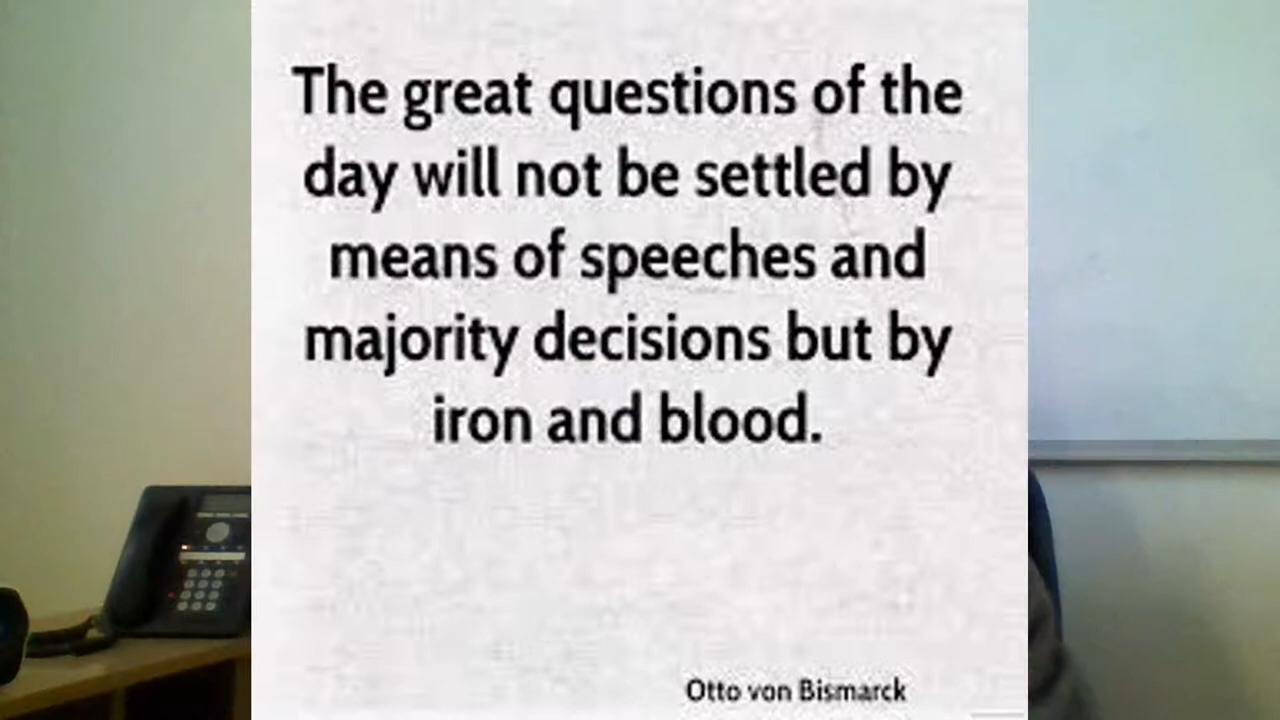 The great questions of the
day will not be settled by
means of speeches and
majority decisions but by
iron and blood.
Otto von Bismarck